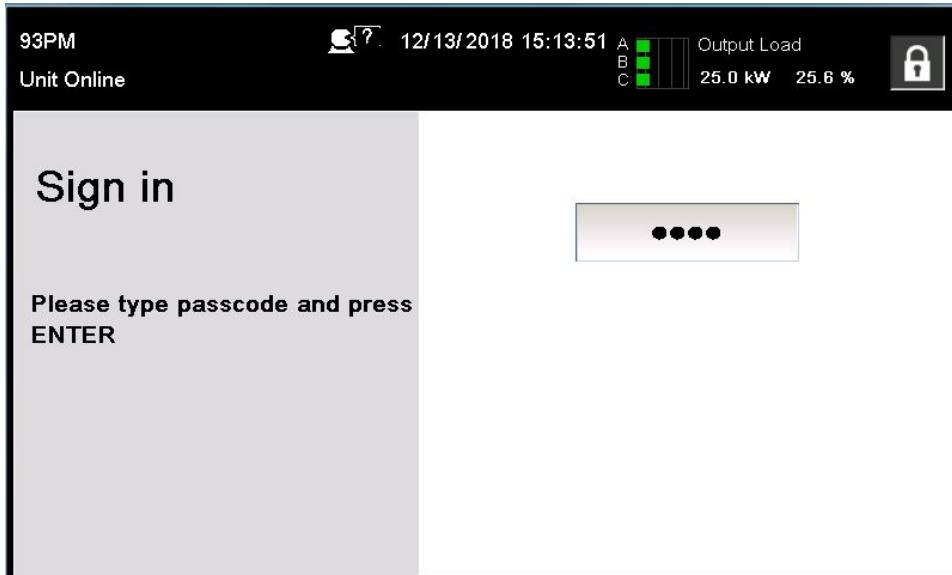 93PM
? 12/13/2018 15:13:51
Unit Online
A
B
C
Output Load
25.0 kW 25.6 %
Sign in
●●●●
Please type passcode and press
ENTER